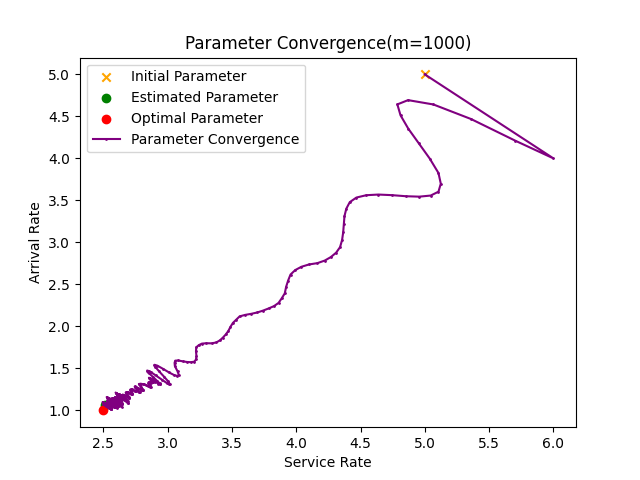 Parameter Convergence(m=1000)
Initial Parameter
Estimated Parameter
Optimal Parameter
Parameter Convergence
Arrival Rate
5.0
4.5
4.0
3.5
3.0
2.5
2.0
1.5
1.0
2.5 3.0 3.5 4.0 4.5 5.0 5.5 6.0
Service Rate